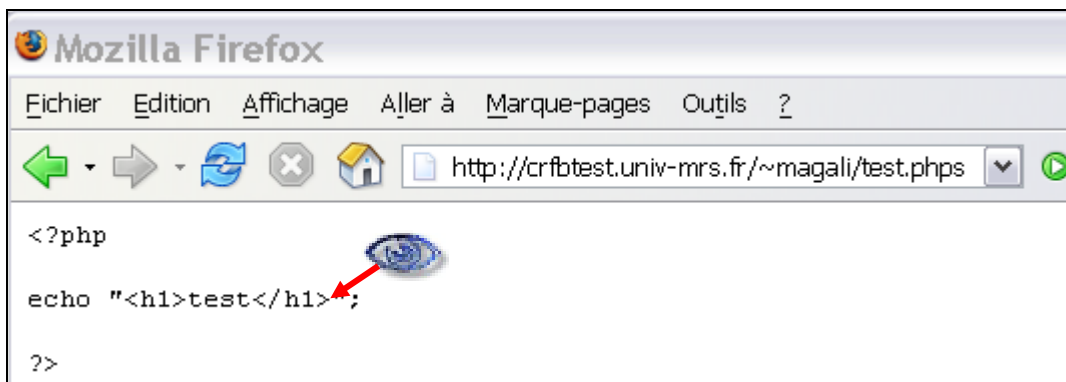 Mozilla Firefox
Fichier Edition Affichage Aller à Marque-pages Outils ?
http://crfbtest.univ-mrs.fr/~magali/test.phps
<?php
echo "<h1>test</h1>";
?>